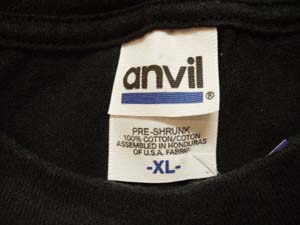 anvil
®
PRE-SHRUNK
100% COTTON/COTON
ASSEMBLED IN HONDURAS
OF U.S.A. FABRIC
-XL-